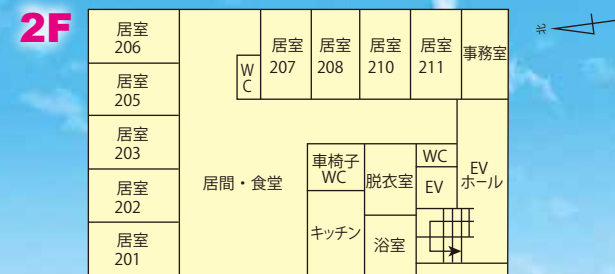 2F
北
居室
206
居室
205
居室
203
居室
202
居室
201
WC
居室
207
居室
208
居室
210
居室
211
事務室
居間・食堂
車椅子
WC
キッチン
脱衣室
浴室
WC
EV
EV
ホール